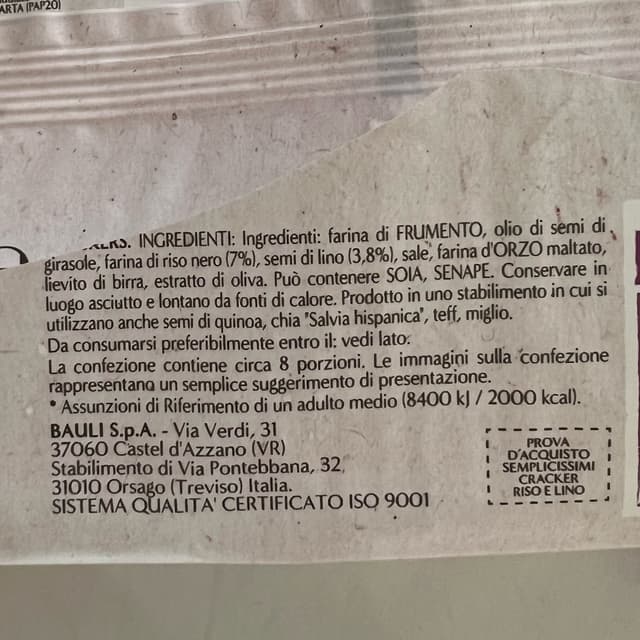 ARTA (PAP20)
INGREDIENTI: Ingredienti: farina di FRUMENTO, olio di semi di
girasole, farina di riso nero (7%), semi di lino (3,8%), sale, farina d'ORZO maltato,
lievito di birra, estratto di oliva. Può contenere SOIA, SENAPE. Conservare in
luogo asciutto e lontano da fonti di calore. Prodotto in uno stabilimento in cui si
utilizzano anche semi di quinoa, chia "Salvia hispanica", teff, miglio.
Da consumarsi preferibilmente entro il: vedi lato.
La confezione contiene circa 8 porzioni. Le immagini sulla confezione
rappresentano un semplice suggerimento di presentazione.
* Assunzioni di Riferimento di un adulto medio (8400 kJ / 2000 kcal).
BAULI S.p.A. - Via Verdi, 31
37060 Castel d'Azzano (VR)
Stabilimento di Via Pontebbana, 32,
31010 Orsago (Treviso) Italia.
SISTEMA QUALITA' CERTIFICATO ISO 9001
PROVA
D'ACQUISTO
SEMPLICISSIMI
CRACKER
RISO E LINO